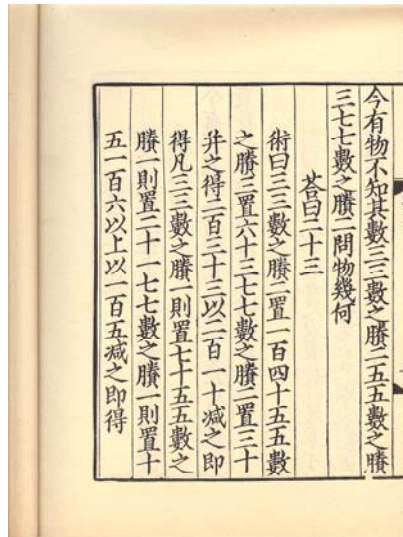 今有物不知其數三三數之賸二五五數之賸
三七七數之賸二問物幾何
荅曰二十三
術曰三三數之賸二置一百四十五五數
之賸三置六十三七七數之賸二置三十
并之得二百三十三以二百一十減之即
得凡三三數之賸一則置七十五五數之
賸一則置二十一七七數之賸一則置十
五一百六以上以一百五減之即得